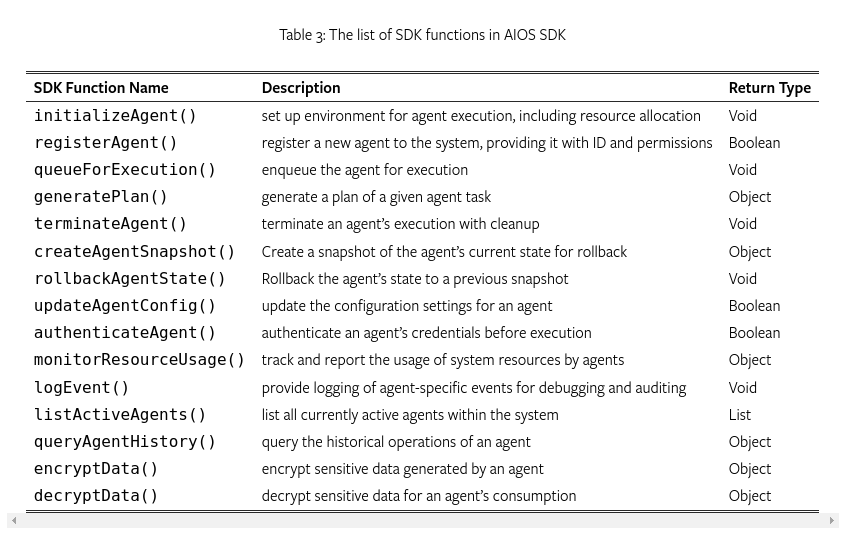 Table 3: The list of SDK functions in AIOS SDK
SDK Function Name Description Return Type
initializeAgent() set up environment for agent execution, including resource allocation Void
registerAgent() register a new agent to the system, providing it with ID and permissions Boolean
queueForExecution() enqueue the agent for execution Void
generatePlan() generate a plan of a given agent task Object
terminateAgent() terminate an agent’s execution with cleanup Void
createAgentSnapshot() Create a snapshot of the agent’s current state for rollback Object
rollbackAgentState() Rollback the agent’s state to a previous snapshot Void
updateAgentConfig() update the configuration settings for an agent Boolean
authenticateAgent() authenticate an agent’s credentials before execution Boolean
monitorResourceUsage() track and report the usage of system resources by agents Object
logEvent() provide logging of agent-specific events for debugging and auditing Void
listActiveAgents() list all currently active agents within the system List
queryAgentHistory() query the historical operations of an agent Object
encryptData() encrypt sensitive data generated by an agent Object
decryptData() decrypt sensitive data for an agent’s consumption Object